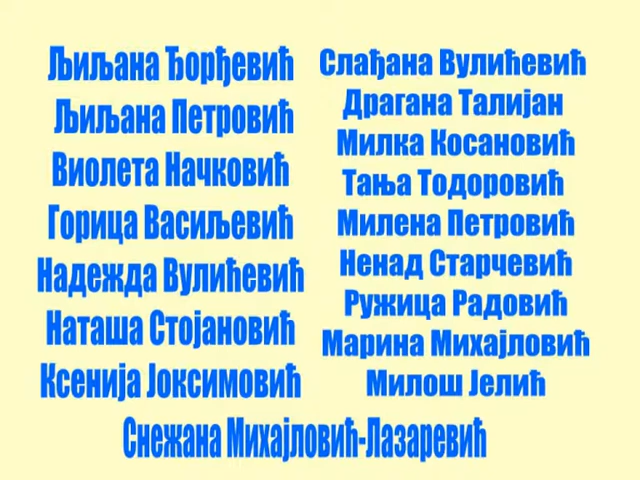 Љиљана Ђорђевић
Љиљана Петровић
Виолета Начковић
Горица Васиљевић
Надежда Вулићевић
Наташа Стојановић
Ксенија Јоксимовић
Слађана Вулићевић
Драгана Талијан
Милка Косановић
Тања Тодоровић
Милена Петровић
Ненад Старчевић
Ружица Радовић
Марина Михајловић
Милош Јелић
Снежана Михајловић-Лазаревић